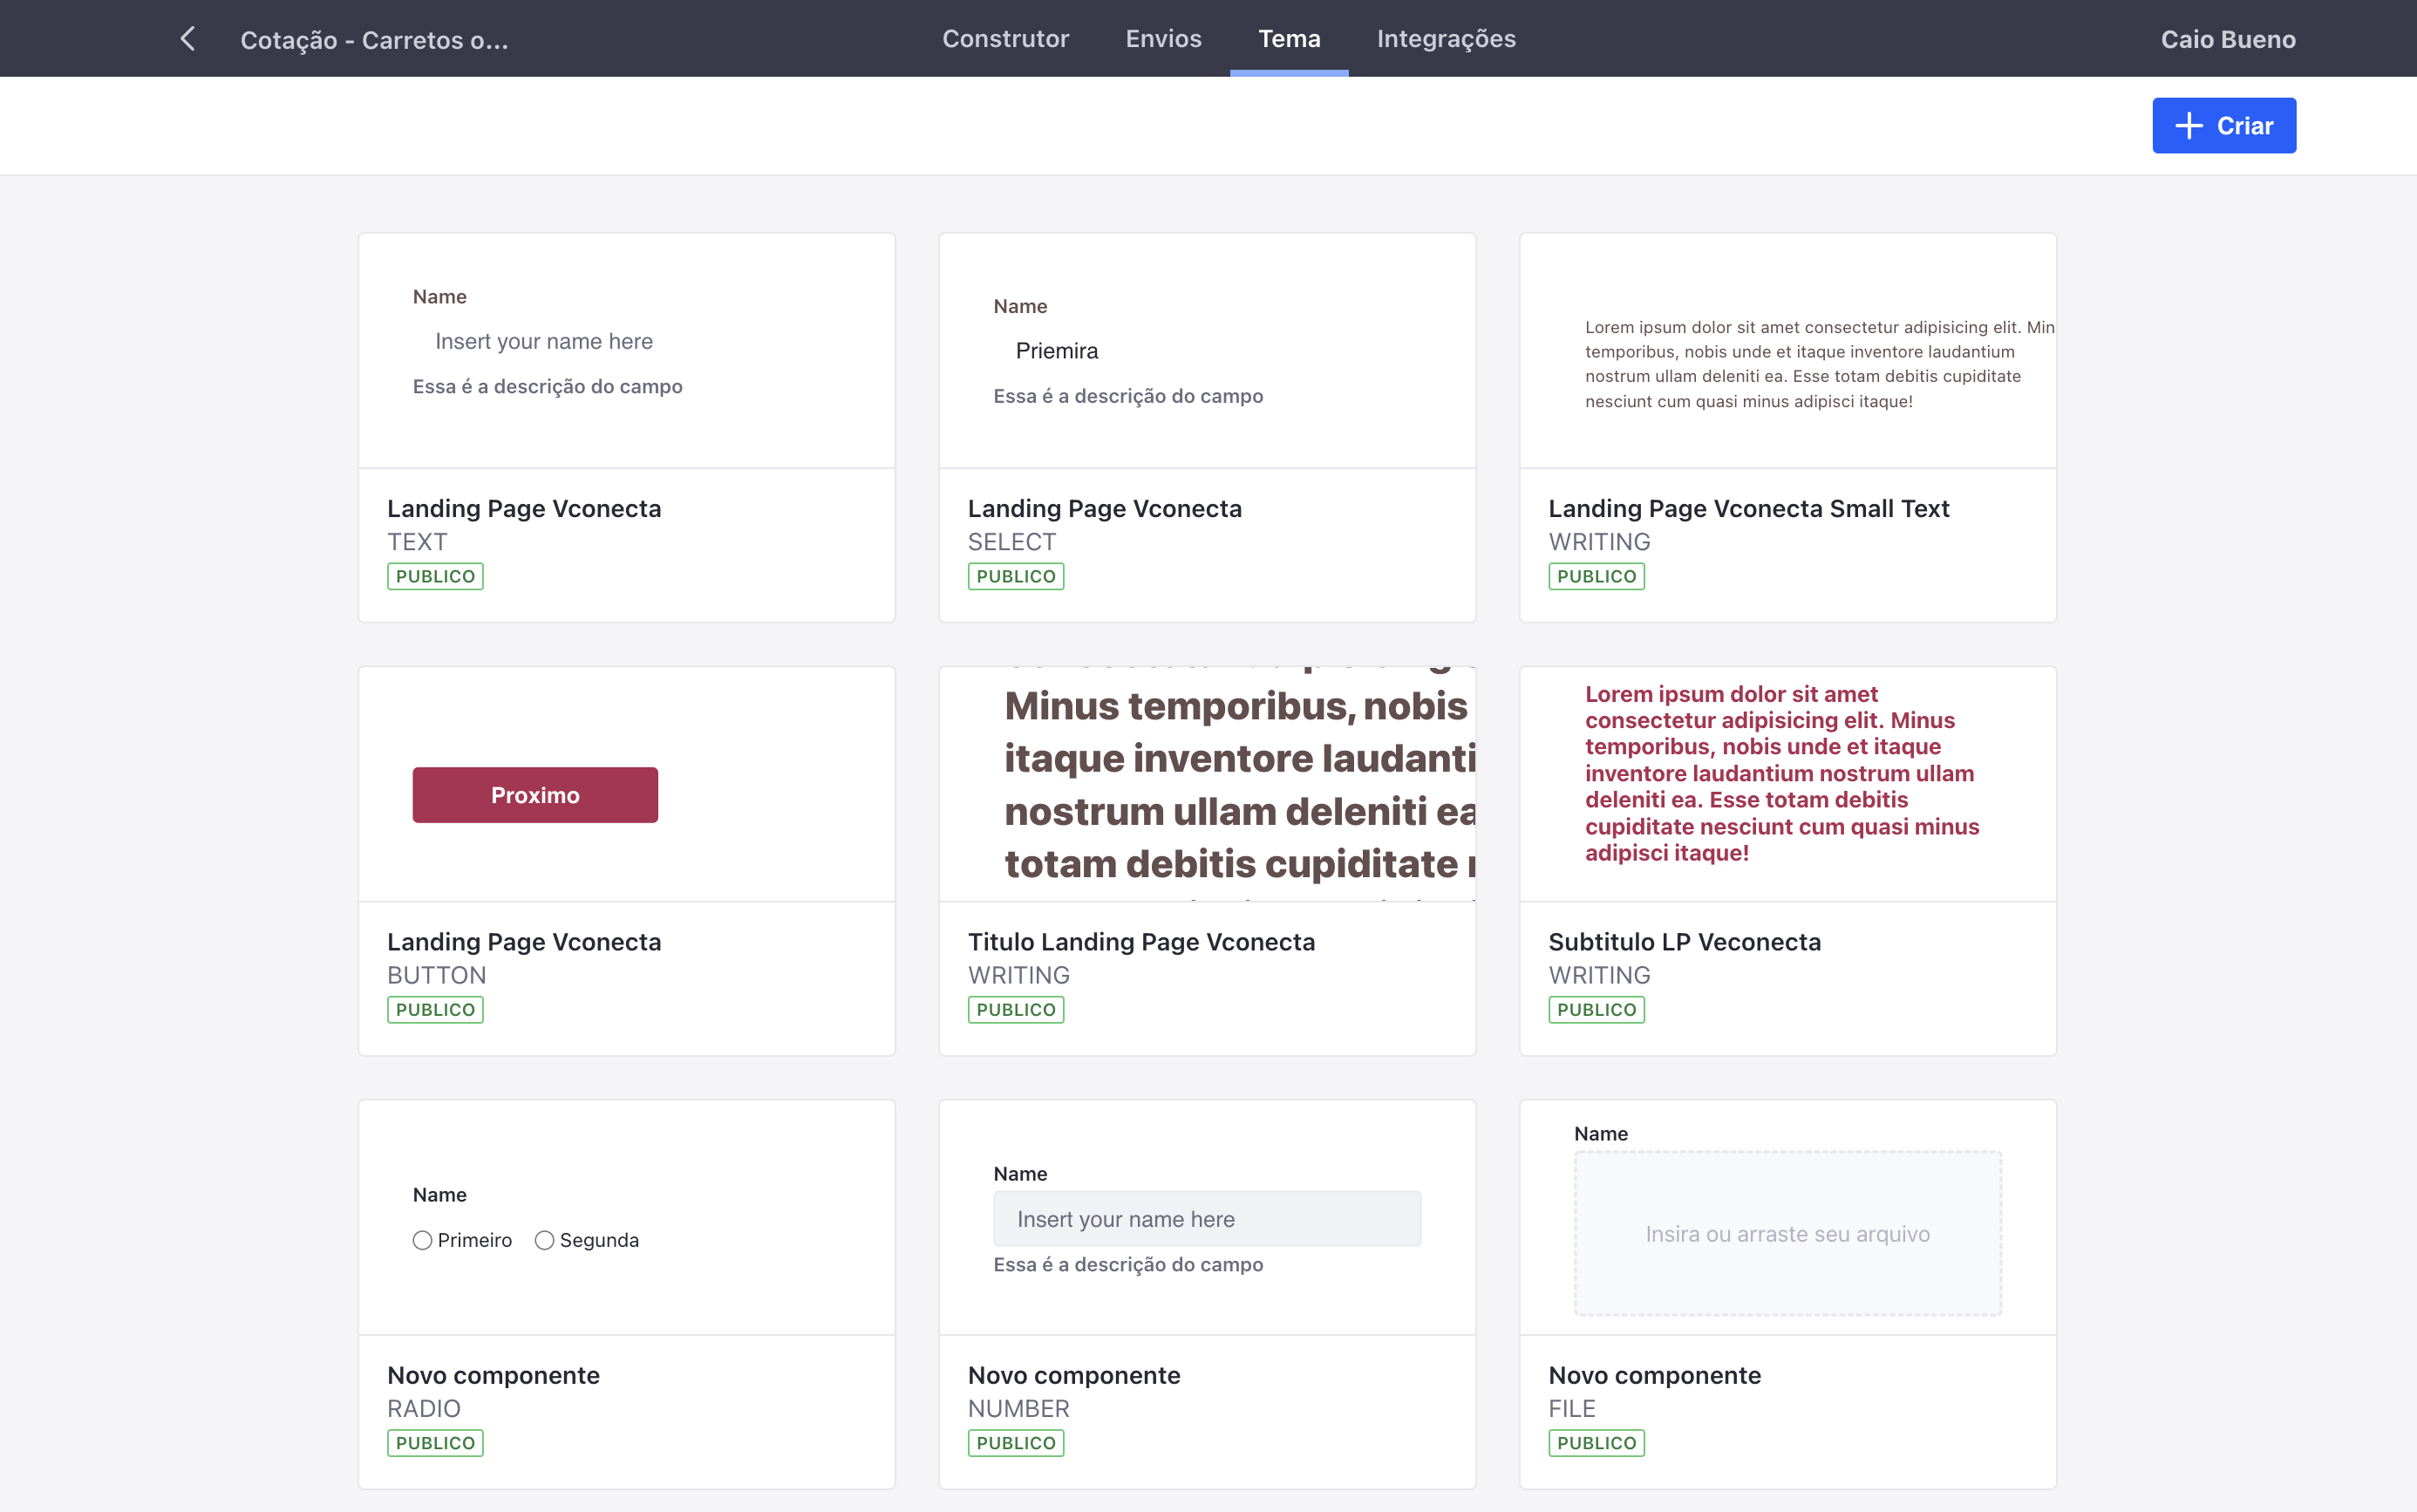 Cotação - Carretos o...
Construtor
Envios
Tema
Integrações
Caio Bueno
Criar
Name
Insert your name here
Essa é a descrição do campo
Landing Page Vconecta
TEXT
PUBLICO
Name
Priemira
Essa é a descrição do campo
Landing Page Vconecta
SELECT
PUBLICO
Lorem ipsum dolor sit amet consectetur adipisicing elit. Min
temporibus, nobis unde et itaque inventore laudantium
nostrum ullam deleniti ea. Esse totam debitis cupiditate
nesciunt cum quasi minus adipisci itaque!
Landing Page Vconecta Small Text
WRITING
PUBLICO
Proximo
Landing Page Vconecta
BUTTON
PUBLICO
Minus temporibus, nobis
itaque inventore laudanti
nostrum ullam deleniti ea
totam debitis cupiditate
Titulo Landing Page Vconecta
WRITING
PUBLICO
Lorem ipsum dolor sit amet
consectetur adipisicing elit. Minus
temporibus, nobis unde et itaque
inventore laudantium nostrum ullam
deleniti ea. Esse totam debitis
cupiditate nesciunt cum quasi minus
adipisci itaque!
Subtitulo LP Veconecta
WRITING
PUBLICO
Name
Primeiro
Segunda
Novo componente
RADIO
PUBLICO
Name
Insert your name here
Essa é a descrição do campo
Novo componente
NUMBER
PUBLICO
Name
Insira ou arraste seu arquivo
Novo componente
FILE
PUBLICO